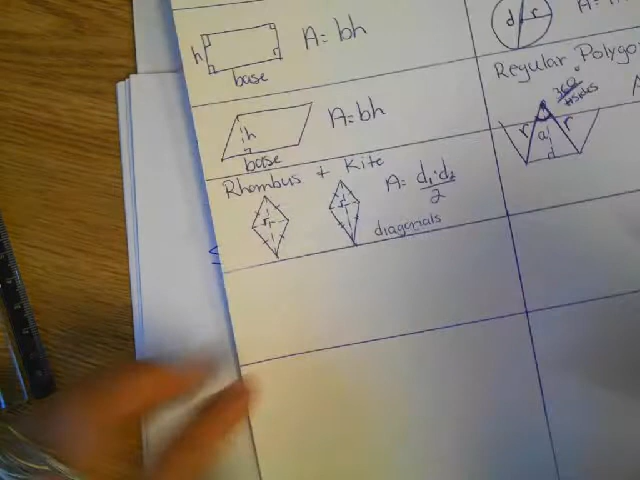 h
A = bh
base
h
A = bh
base
Rhombus + Kite
A = d₁·d₂
2
diagonals
d r
A =
Regular Polygo
360°
#sides
r a r
d